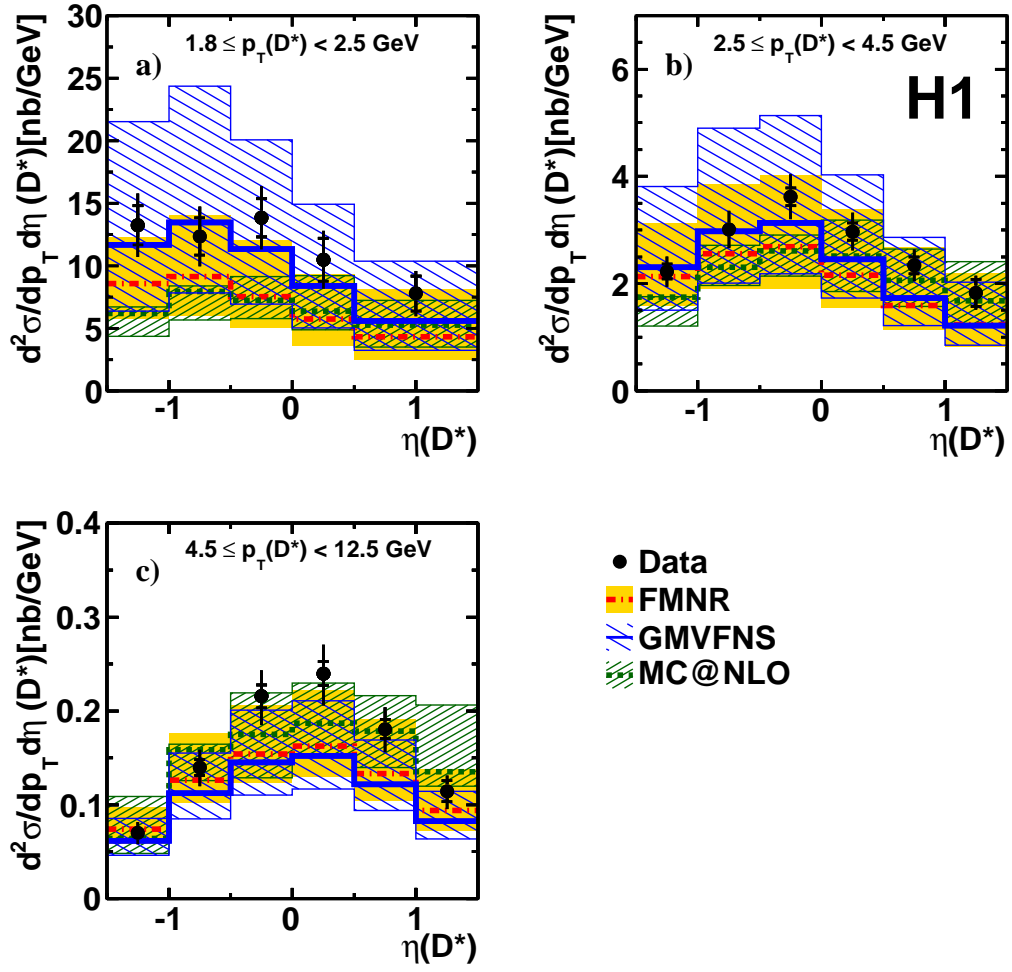 1.8 ≤ p_T(D*) < 2.5 GeV
a)
d²σ/dp_T dη (D*)[nb/GeV]
30
25
20
15
10
5
0
-1 0 1
η(D*)
2.5 ≤ p_T(D*) < 4.5 GeV
b)
H1
d²σ/dp_T dη (D*)[nb/GeV]
6
4
2
0
-1 0 1
η(D*)
4.5 ≤ p_T(D*) < 12.5 GeV
c)
d²σ/dp_T dη (D*)[nb/GeV]
0.4
0.3
0.2
0.1
0
-1 0 1
η(D*)
Data
FMNR
GMVFNS
MC@NLO